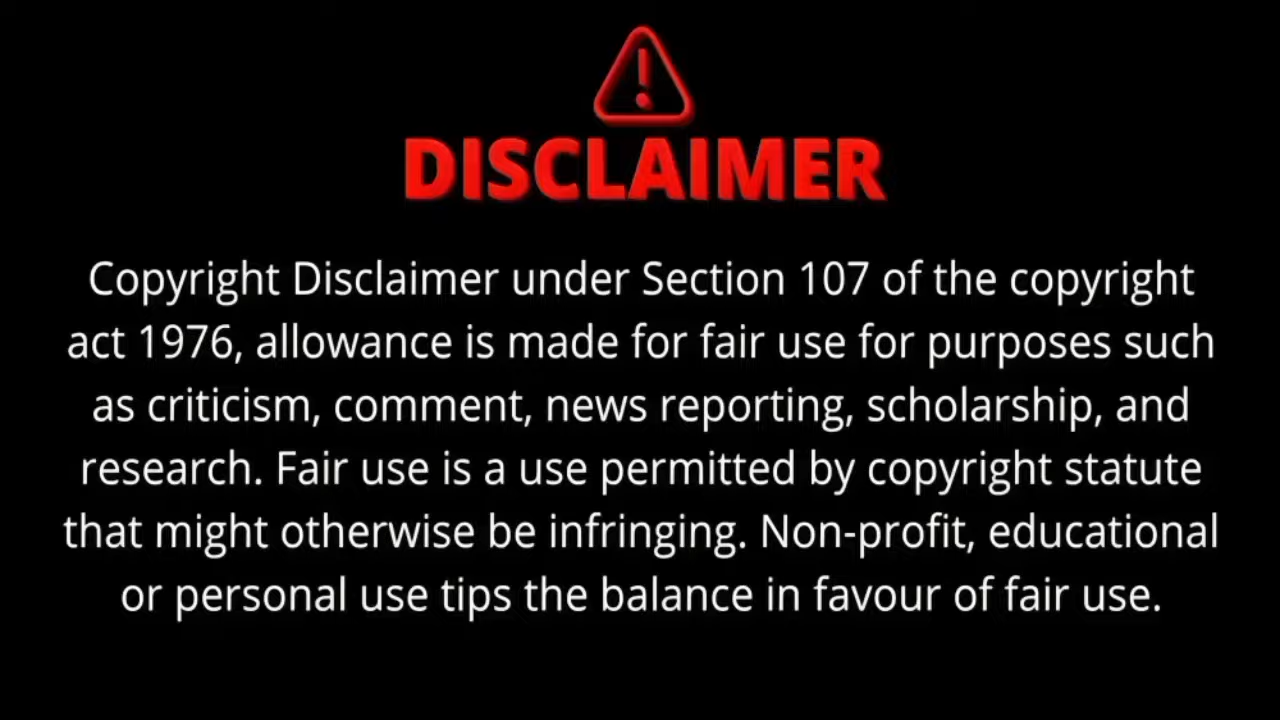 DISCLAIMER
Copyright Disclaimer under Section 107 of the copyright
act 1976, allowance is made for fair use for purposes such
as criticism, comment, news reporting, scholarship, and
research. Fair use is a use permitted by copyright statute
that might otherwise be infringing. Non-profit, educational
or personal use tips the balance in favour of fair use.